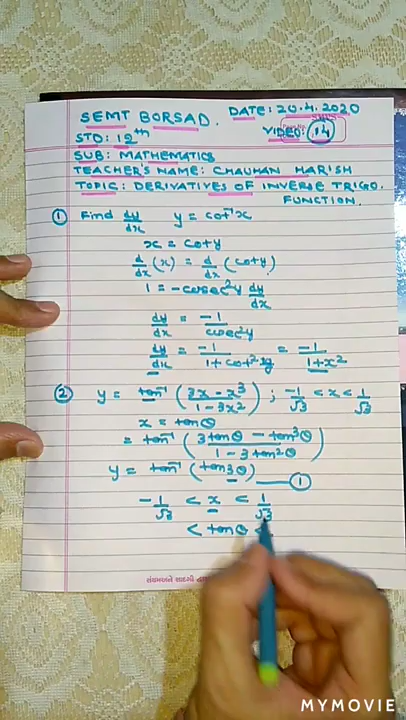 SEMT BORSAD. DATE: 20.4.2020
STD: 12th VIDEO: 14
SUB: MATHEMATICS
TEACHER'S NAME: CHAUHAN HARISH
TOPIC: DERIVATIVES OF INVERSE TRIGO.
FUNCTION.
① Find dy/dx y = cot⁻¹x
x = cot y
d/dx (x) = d/dx (cot y)
1 = -cosec²y dy/dx
dy/dx = -1/cosec²y
dy/dx = -1/(1+cot²y) = -1/(1+x²)
② y = tan⁻¹ ((3x - x³)/(1 - 3x²)) ; -1/√3 < x < 1/√3
x = tanθ
= tan⁻¹ ((3tanθ - tan³θ)/(1 - 3tan²θ))
y = tan⁻¹ (tan3θ) — ①
-1/√3 < x < 1/√3
< tanθ <
MYMOVIE